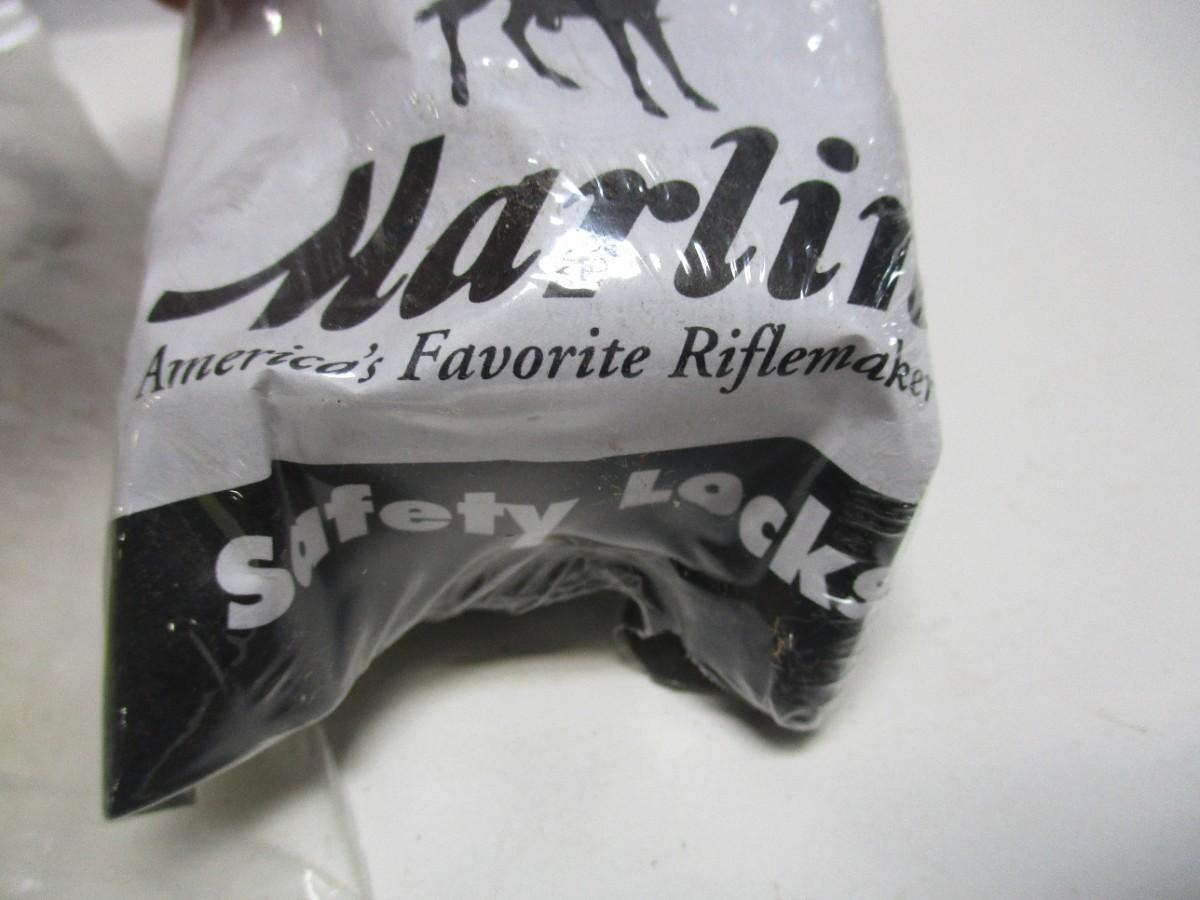 Marlin
America's Favorite Riflemaker
Safety Locks